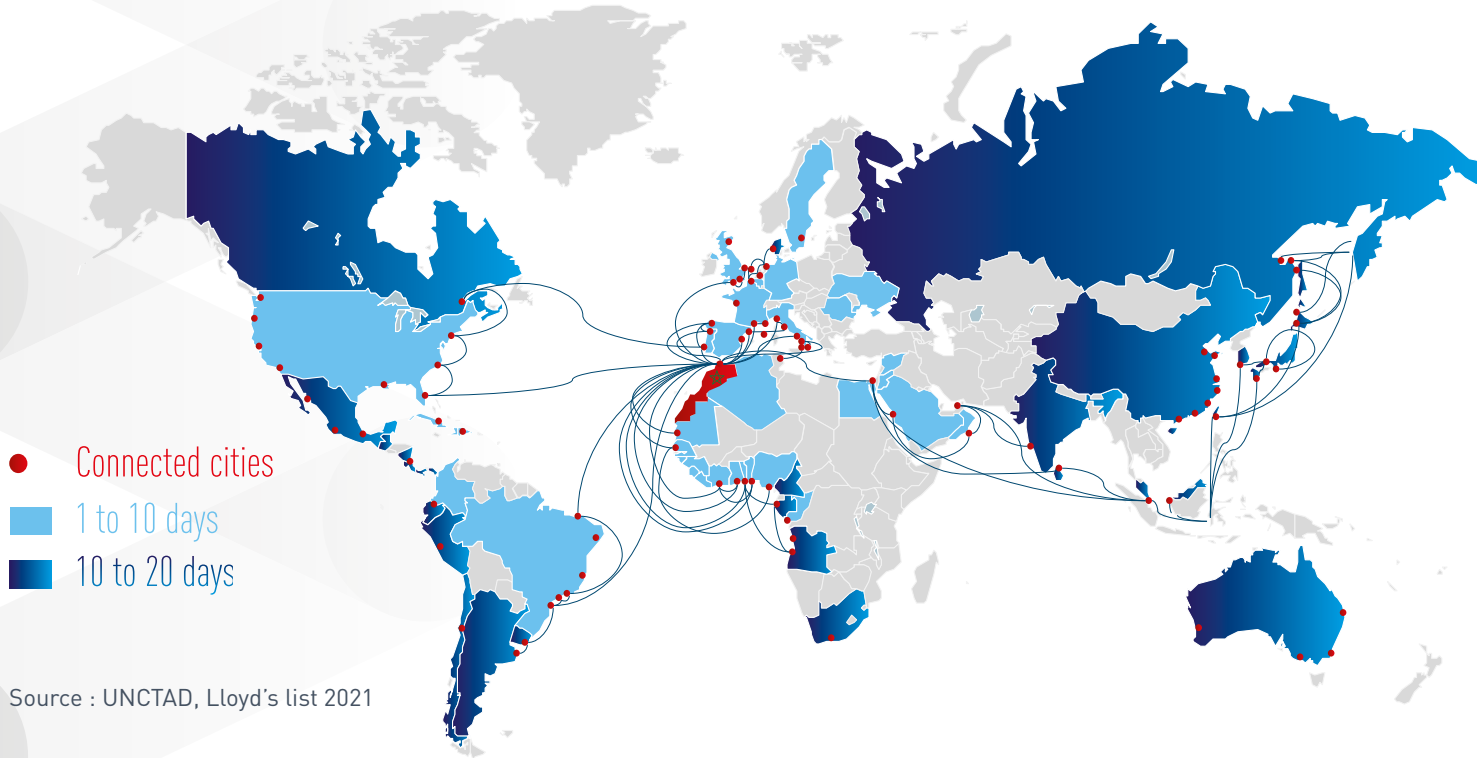 Connected cities
1 to 10 days
10 to 20 days
Source : UNCTAD, Lloyd’s list 2021